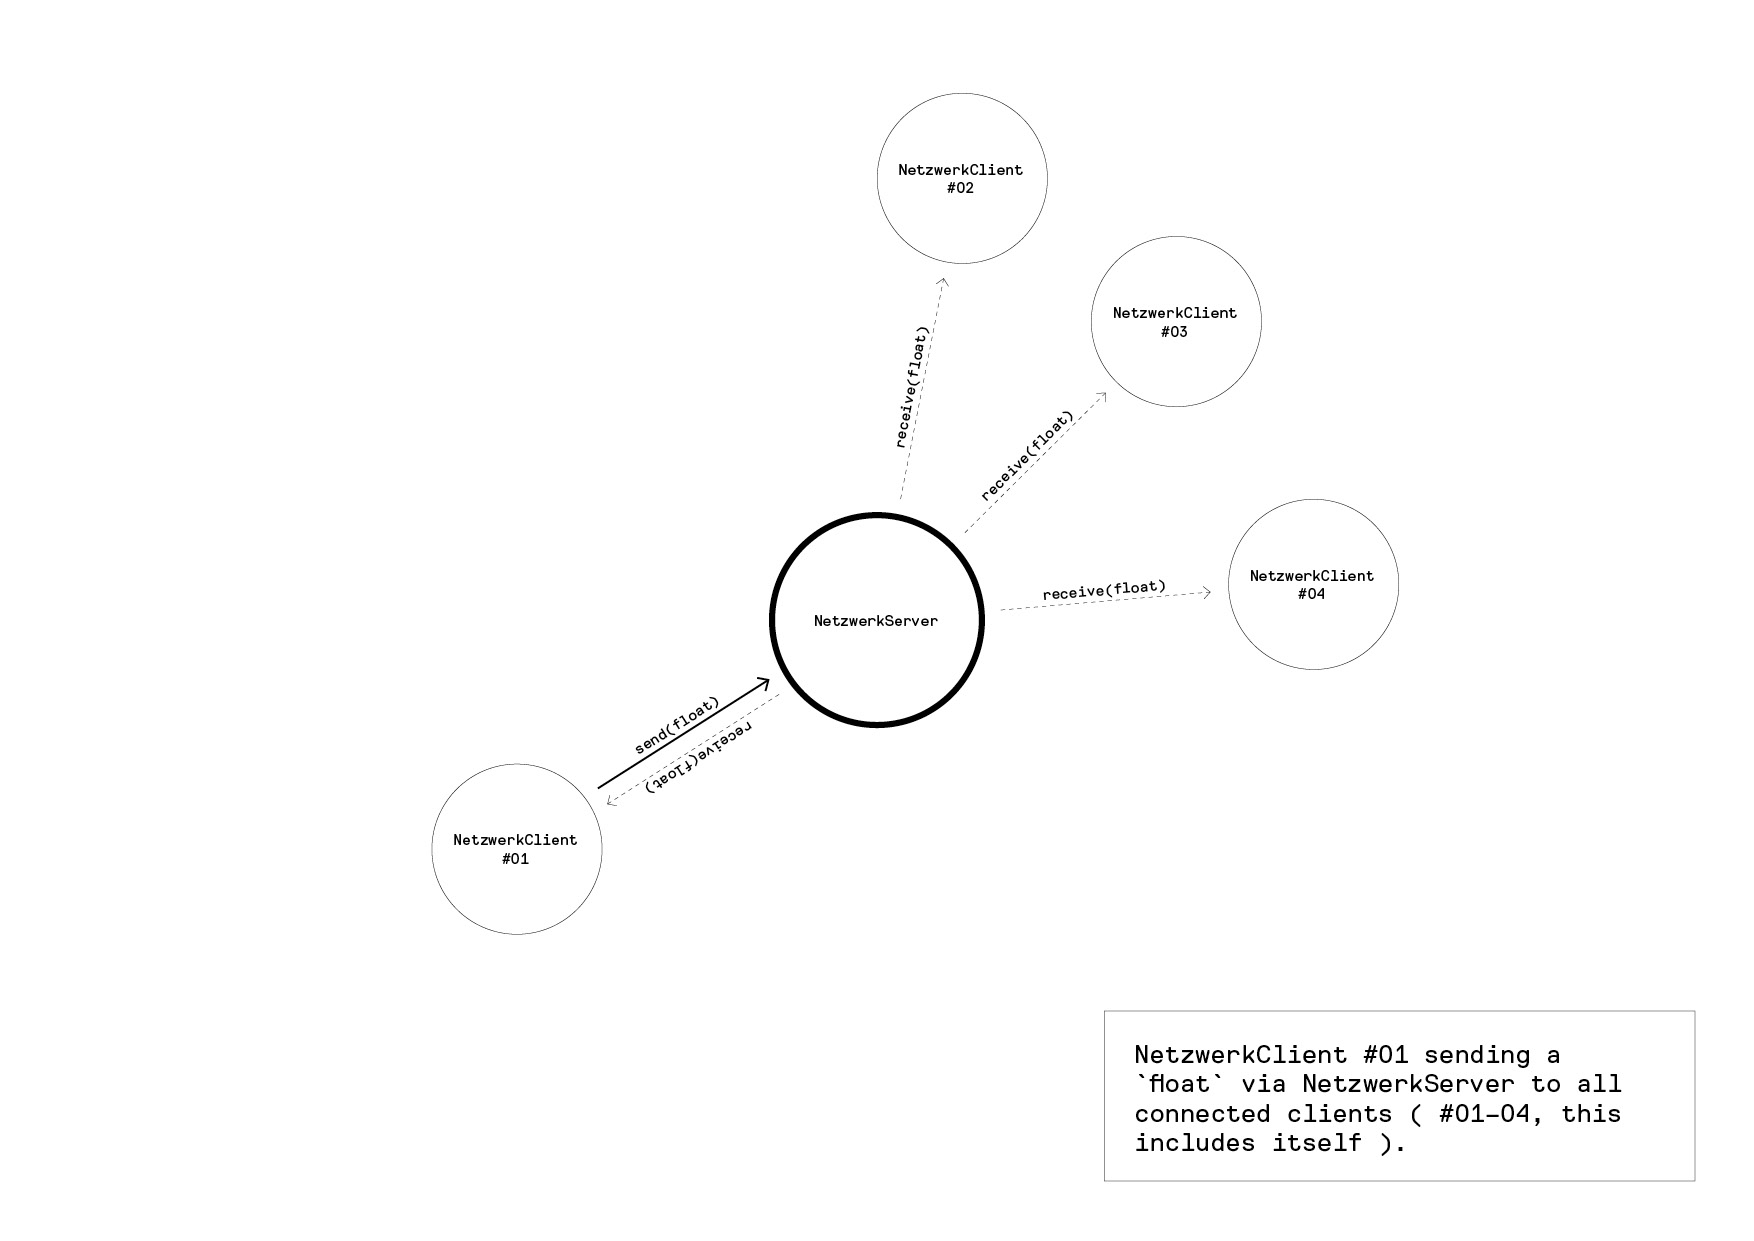 NetzwerkClient
#02
NetzwerkClient
#03
receive(float)
receive(float)
NetzwerkClient
#04
receive(float)
NetzwerkServer
send(float)
receive(float)
NetzwerkClient
#01
NetzwerkClient #01 sending a
`float` via NetzwerkServer to all
connected clients ( #01–04, this
includes itself ).